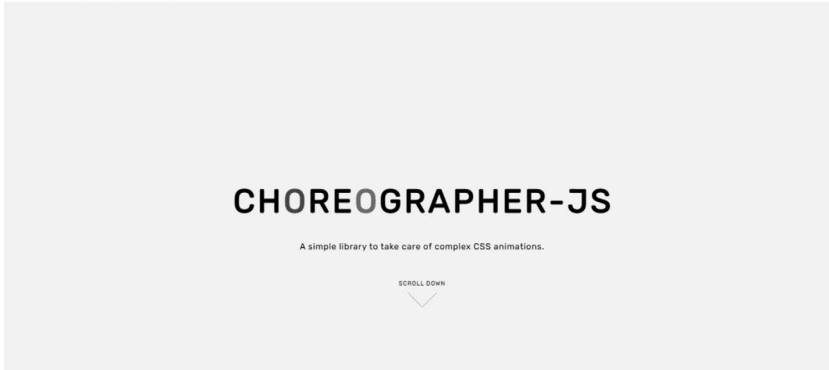 CHOREOGRAPHER-JS
A simple library to take care of complex CSS animations.
SCROLL DOWN